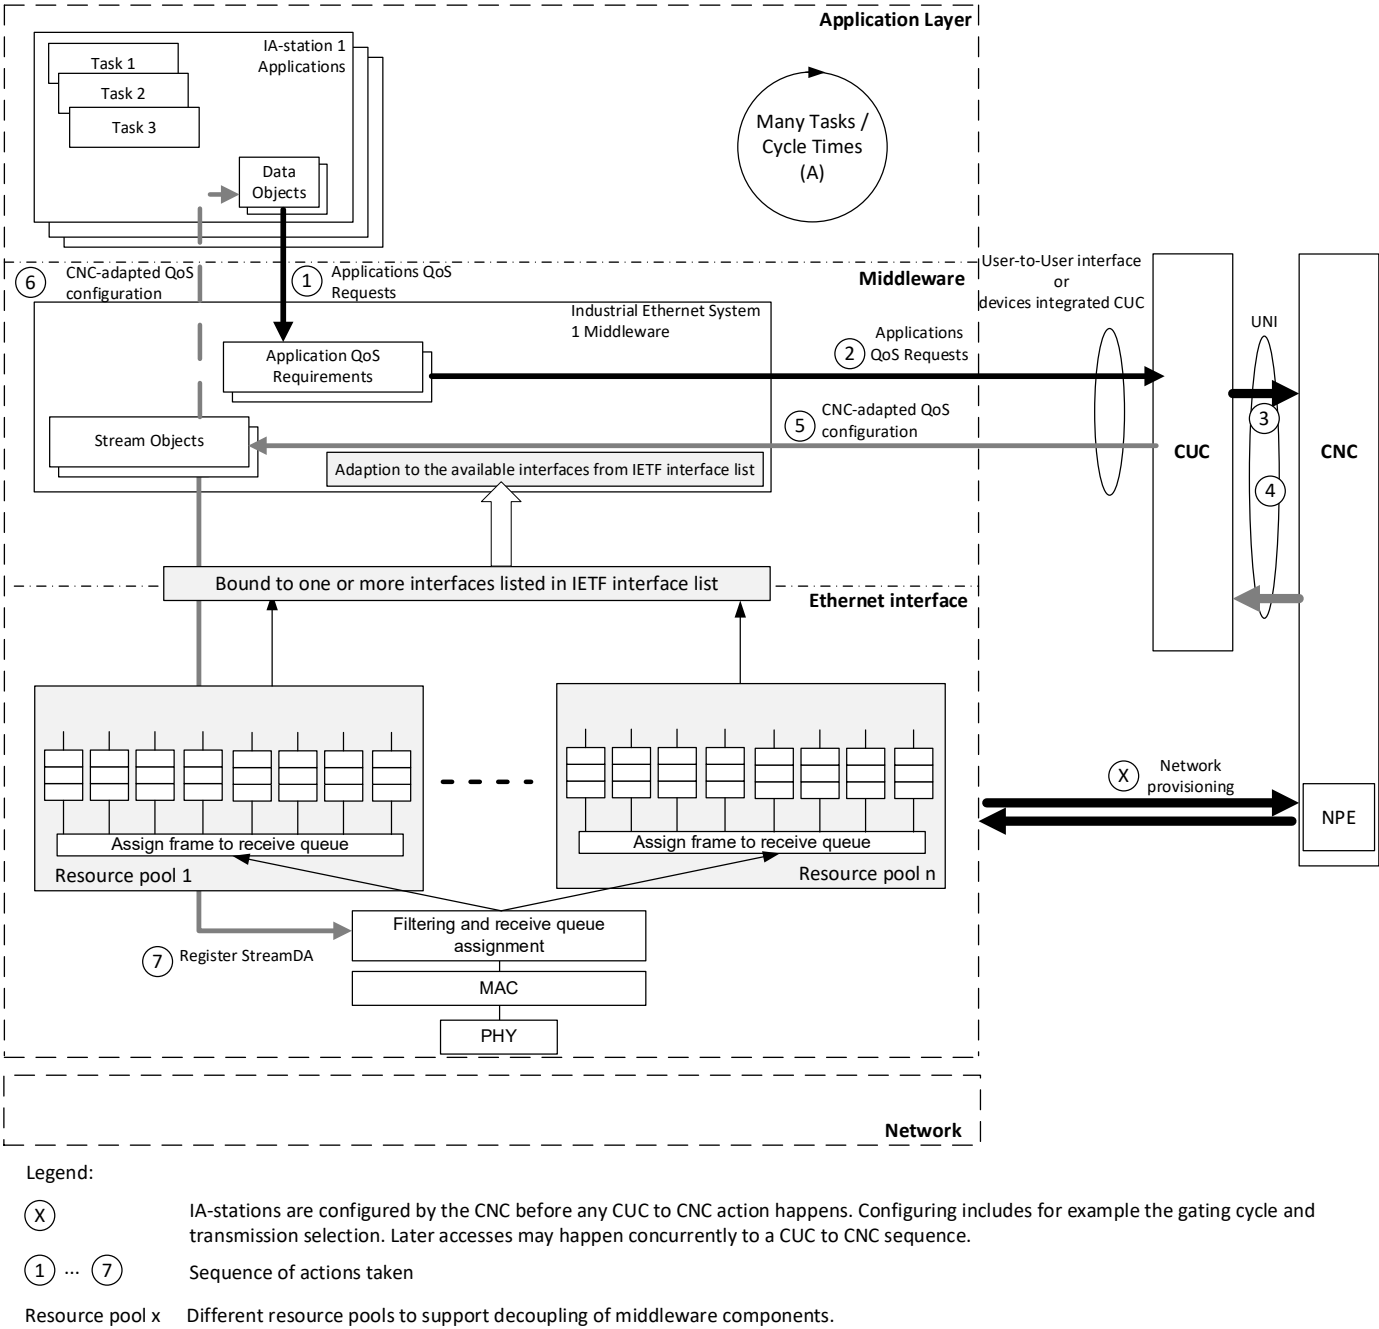 Application Layer
IA-station 1
Applications
Task 1
Task 2
Task 3
Data
Objects
Many Tasks /
Cycle Times
(A)
6
CNC-adapted QoS
configuration
1
Applications QoS
Requests
Middleware
User-to-User interface
or
devices integrated CUC
Industrial Ethernet System
1 Middleware
UNI
Application QoS
Requirements
2
Applications
QoS Requests
3
Stream Objects
5
CNC-adapted QoS
configuration
CUC
CNC
Adaption to the available interfaces from IETF interface list
4
Bound to one or more interfaces listed in IETF interface list
Ethernet interface
X
Network
provisioning
NPE
Assign frame to receive queue
Assign frame to receive queue
Resource pool 1
Resource pool n
Filtering and receive queue
assignment
7
Register StreamDA
MAC
PHY
Network
Legend:
X
IA-stations are configured by the CNC before any CUC to CNC action happens. Configuring includes for example the gating cycle and
transmission selection. Later accesses may happen concurrently to a CUC to CNC sequence.
1 ... 7 Sequence of actions taken
Resource pool x Different resource pools to support decoupling of middleware components.